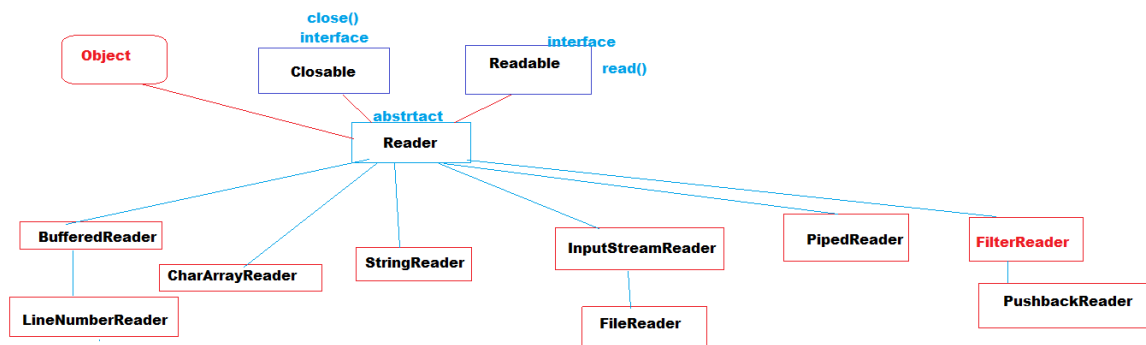 close()
interface
Object
Closable
interface
Readable
read()
abstrtact
Reader
BufferedReader
CharArrayReader
StringReader
InputStreamReader
PipedReader
FilterReader
LineNumberReader
FileReader
PushbackReader